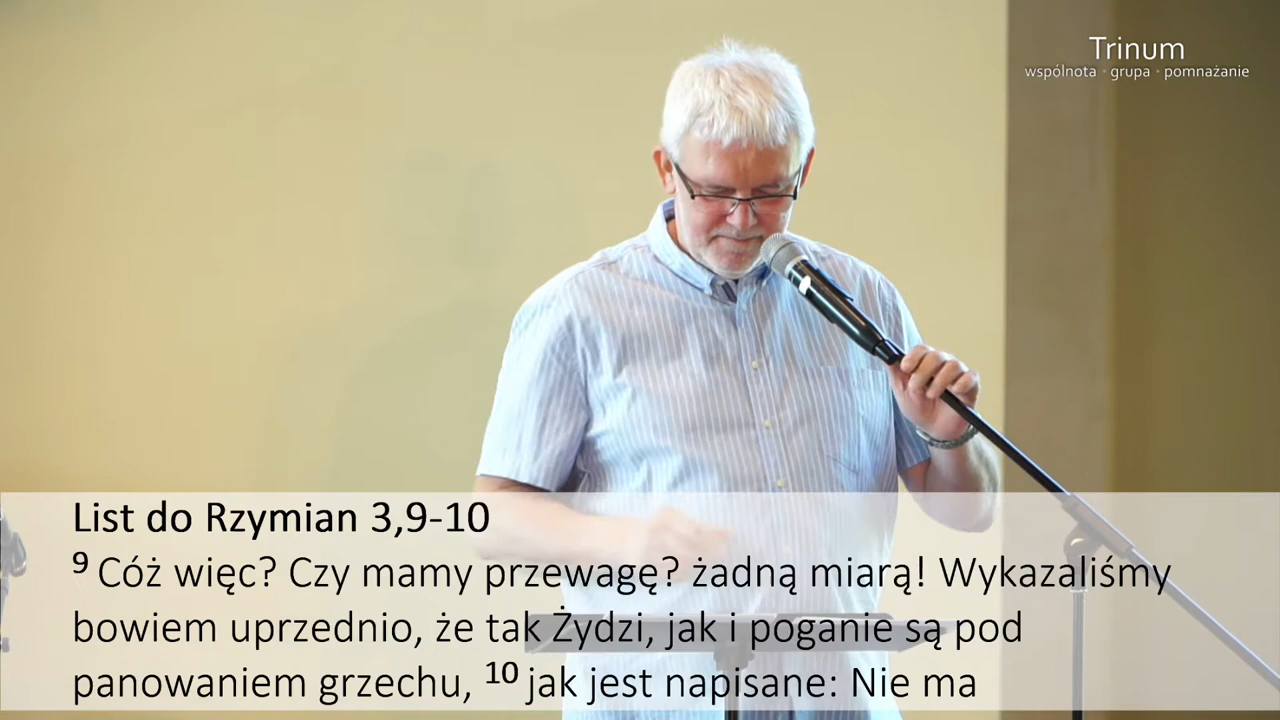 Trinum
wspólnota · grupa · pomnażanie
List do Rzymian 3,9-10
9 Cóż więc? Czy mamy przewagę? żadną miarą! Wykazaliśmy
bowiem uprzednio, że tak Żydzi, jak i poganie są pod
panowaniem grzechu, 10 jak jest napisane: Nie ma